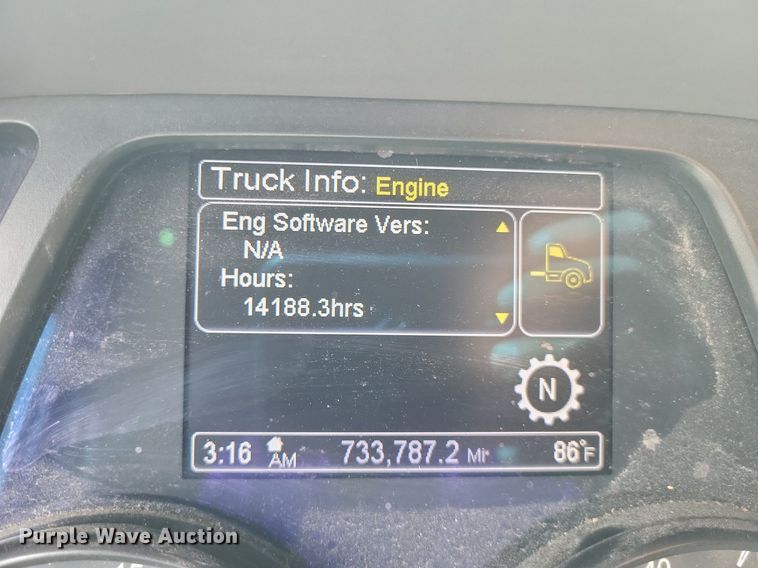 Truck Info: Engine
Eng Software Vers:
N/A
Hours:
14188.3hrs
N
3:16 AM 733,787.2 Mi 86°F
Purple Wave Auction®